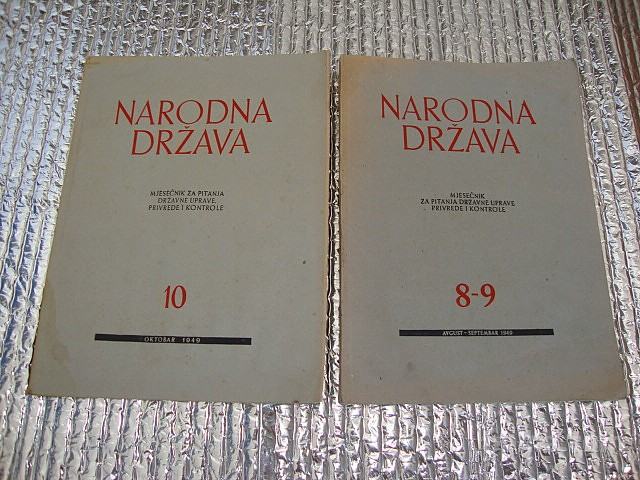 NARODNA
DRŽAVA
MJESEČNIK ZA PITANJA
DRŽAVNE UPRAVE,
PRIVREDE I KONTROLE
10
OKTOBAR 1949
NARODNA
DRŽAVA
MJESEČNIK
ZA PITANJA DRŽAVNE UPRAVE
PRIVREDE I KONTROLE
8-9
AVGUST - SEPTEMBAR 1949